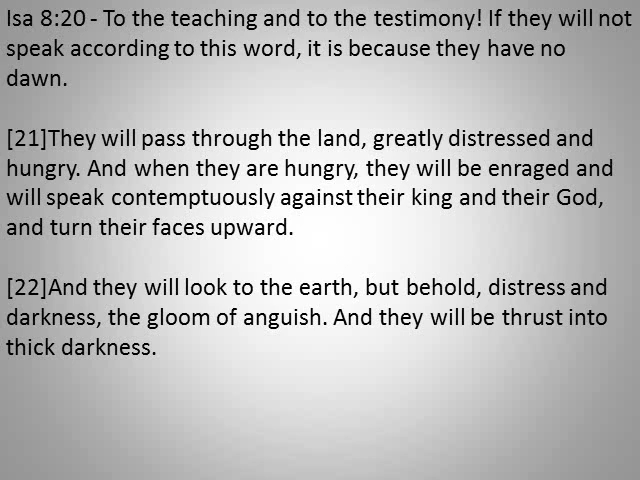 Isa 8:20 - To the teaching and to the testimony! If they will not
speak according to this word, it is because they have no
dawn.
[21]They will pass through the land, greatly distressed and
hungry. And when they are hungry, they will be enraged and
will speak contemptuously against their king and their God,
and turn their faces upward.
[22]And they will look to the earth, but behold, distress and
darkness, the gloom of anguish. And they will be thrust into
thick darkness.